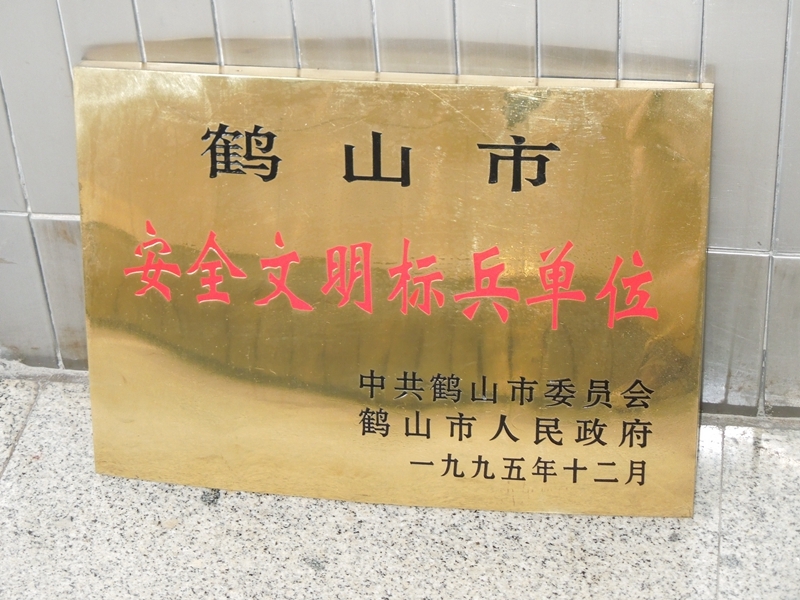 鹤山市
安全文明标兵单位
中共鹤山市委员会
鹤山市人民政府
一九九五年十二月